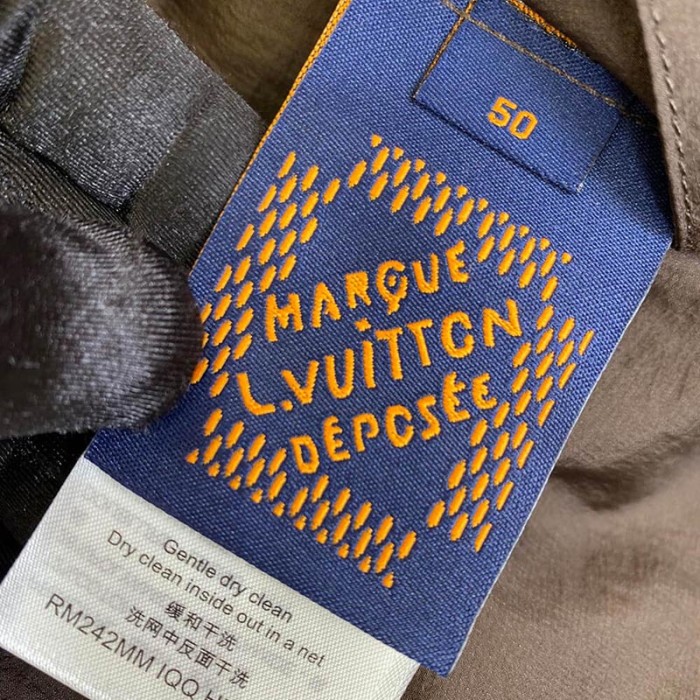 50
MARQUE
L.VUITTON
DÉPOSÉE
Gentle dry clean
Dry clean inside out in a net
缓和干洗
洗网中反面干洗
RM242MM IQQ